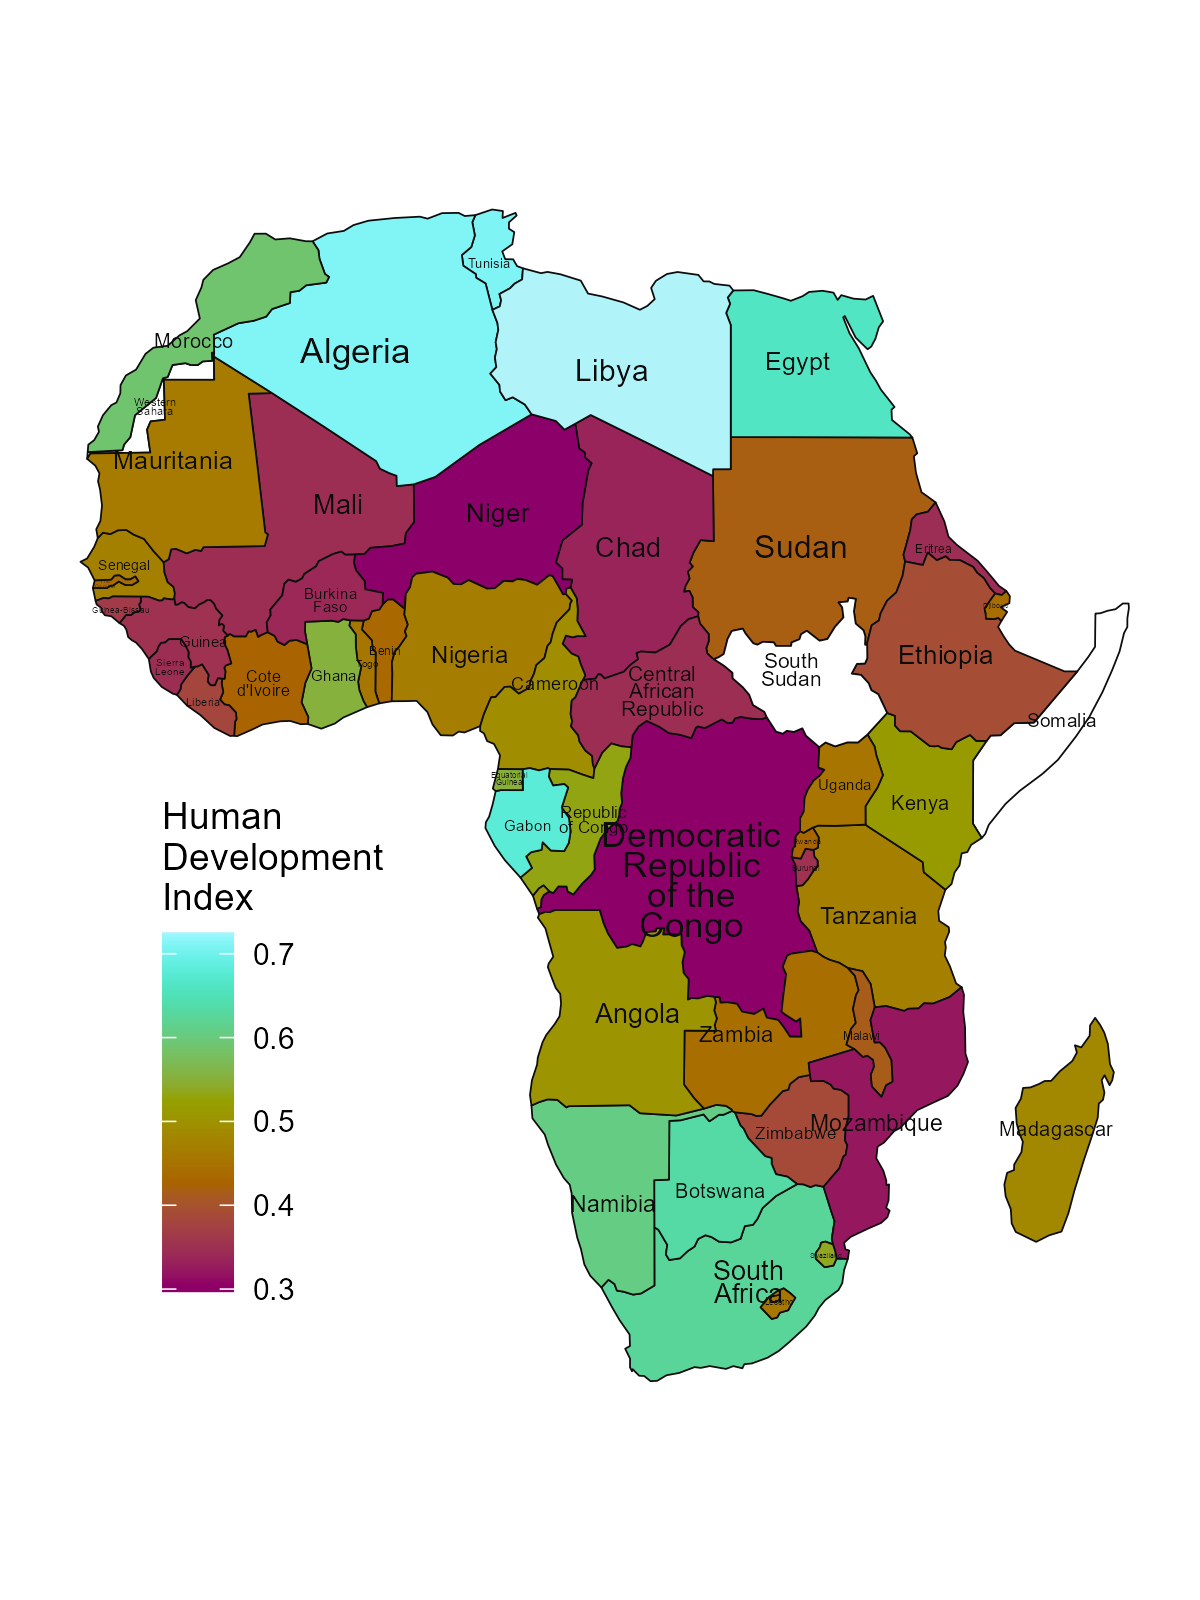 Tunisia
Morocco
Algeria
Libya
Egypt
Western
Sahara
Mauritania
Mali
Niger
Chad
Sudan
Eritrea
Senegal
Burkina
Faso
Guinea-Bissau
Guinea
Sierra
Leone
Liberia
Cote
d'Ivoire
Ghana
Togo
Benin
Nigeria
Cameroon
Central
African
Republic
South
Sudan
Ethiopia
Somalia
Equatorial
Guinea
Gabon
Republic
of Congo
Democratic
Republic
of the
Congo
Uganda
Kenya
Rwanda
Burundi
Tanzania
Human
Development
Index
0.7
0.6
0.5
0.4
0.3
Angola
Zambia
Malawi
Mozambique
Zimbabwe
Madagascar
Namibia
Botswana
Swaziland
South
Africa
Lesotho